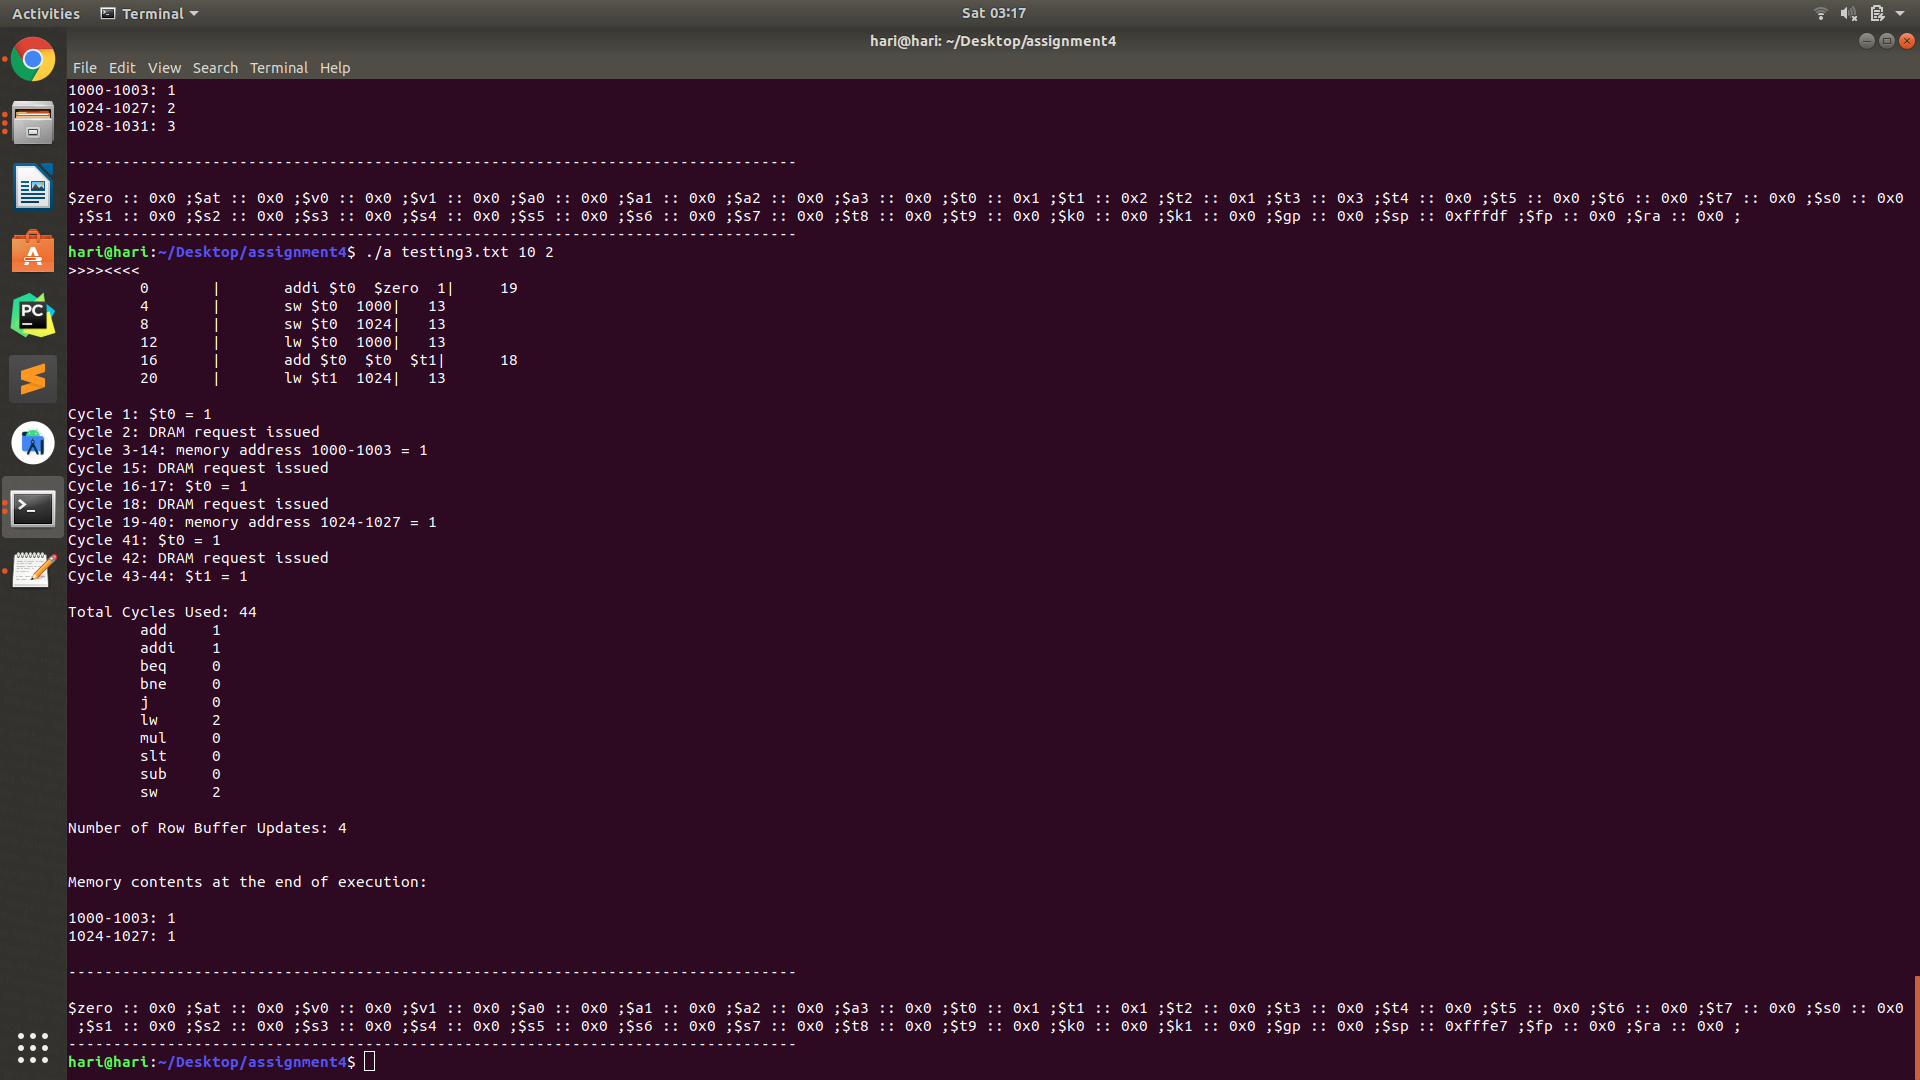 Activities Terminal Sat 03:17
hari@hari: ~/Desktop/assignment4
File Edit View Search Terminal Help
1000-1003: 1
1024-1027: 2
1028-1031: 3
---------------------------------------------------------------------------------
$zero :: 0x0 ;$at :: 0x0 ;$v0 :: 0x0 ;$v1 :: 0x0 ;$a0 :: 0x0 ;$a1 :: 0x0 ;$a2 :: 0x0 ;$a3 :: 0x0 ;$t0 :: 0x1 ;$t1 :: 0x2 ;$t2 :: 0x1 ;$t3 :: 0x3 ;$t4 :: 0x0 ;$t5 :: 0x0 ;$t6 :: 0x0 ;$t7 :: 0x0 ;$s0 :: 0x0
;$s1 :: 0x0 ;$s2 :: 0x0 ;$s3 :: 0x0 ;$s4 :: 0x0 ;$s5 :: 0x0 ;$s6 :: 0x0 ;$s7 :: 0x0 ;$t8 :: 0x0 ;$t9 :: 0x0 ;$k0 :: 0x0 ;$k1 :: 0x0 ;$gp :: 0x0 ;$sp :: 0xfffdf ;$fp :: 0x0 ;$ra :: 0x0 ;
---------------------------------------------------------------------------------
hari@hari:~/Desktop/assignment4$ ./a testing3.txt 10 2
>>>><<<<
0 | addi $t0 $zero 1| 19
4 | sw $t0 1000| 13
8 | sw $t0 1024| 13
12 | lw $t0 1000| 13
16 | add $t0 $t0 $t1| 18
20 | lw $t1 1024| 13
Cycle 1: $t0 = 1
Cycle 2: DRAM request issued
Cycle 3-14: memory address 1000-1003 = 1
Cycle 15: DRAM request issued
Cycle 16-17: $t0 = 1
Cycle 18: DRAM request issued
Cycle 19-40: memory address 1024-1027 = 1
Cycle 41: $t0 = 1
Cycle 42: DRAM request issued
Cycle 43-44: $t1 = 1
Total Cycles Used: 44
add 1
addi 1
beq 0
bne 0
j 0
lw 2
mul 0
slt 0
sub 0
sw 2
Number of Row Buffer Updates: 4
Memory contents at the end of execution:
1000-1003: 1
1024-1027: 1
---------------------------------------------------------------------------------
$zero :: 0x0 ;$at :: 0x0 ;$v0 :: 0x0 ;$v1 :: 0x0 ;$a0 :: 0x0 ;$a1 :: 0x0 ;$a2 :: 0x0 ;$a3 :: 0x0 ;$t0 :: 0x1 ;$t1 :: 0x1 ;$t2 :: 0x0 ;$t3 :: 0x0 ;$t4 :: 0x0 ;$t5 :: 0x0 ;$t6 :: 0x0 ;$t7 :: 0x0 ;$s0 :: 0x0
;$s1 :: 0x0 ;$s2 :: 0x0 ;$s3 :: 0x0 ;$s4 :: 0x0 ;$s5 :: 0x0 ;$s6 :: 0x0 ;$s7 :: 0x0 ;$t8 :: 0x0 ;$t9 :: 0x0 ;$k0 :: 0x0 ;$k1 :: 0x0 ;$gp :: 0x0 ;$sp :: 0xfffe7 ;$fp :: 0x0 ;$ra :: 0x0 ;
---------------------------------------------------------------------------------
hari@hari:~/Desktop/assignment4$